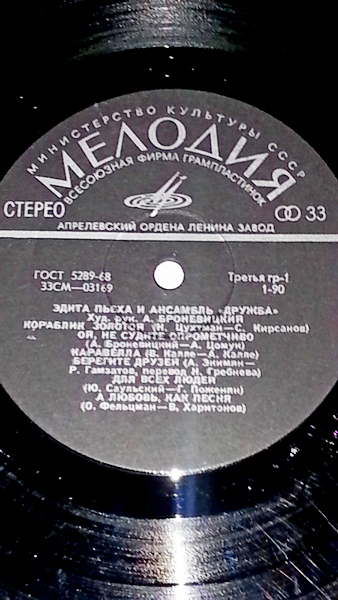 МИНИСТЕРСТВО КУЛЬТУРЫ СССР
МЕЛОДИЯ
ВСЕСОЮЗНАЯ ФИРМА ГРАМПЛАСТИНОК
СТЕРЕО 33
АПРЕЛЕВСКИЙ ОРДЕНА ЛЕНИНА ЗАВОД
ГОСТ 5289-68 Третья гр-1
33СМ—03169 1-90
ЭДИТА ПЬЕХА И АНСАМБЛЬ «ДРУЖБА»
Худ. рук. А. БРОНЕВИЦКИЙ
КОРАБЛИК ЗОЛОТОЙ (Н. Цухтман—С. Кирсанов)
ОЙ, НЕ СУДИТЕ ОПРОМЕТЧИВО
(А. Броневицкий—А. Цомун)
КАРАВЕЛЛА (В. Калле—А. Калле)
БЕРЕГИТЕ ДРУЗЕЙ (А. Экимян—
Р. Гамзатов, перевод Н. Гребнева)
ДЛЯ ВСЕХ ЛЮДЕЙ
(Ю. Саульский—Г. Поженян)
А ЛЮБОВЬ, КАК ПЕСНЯ
(О. Фельцман—В. Харитонов)